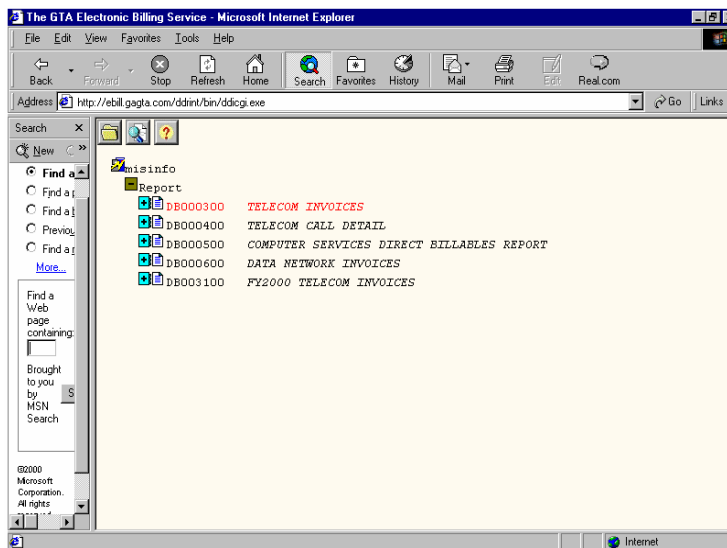 The GTA Electronic Billing Service - Microsoft Internet Explorer
File Edit View Favorites Tools Help
Back Forward Stop Refresh Home Search Favorites History Mail Print Edit Real.com
Address http://ebill.gagta.com/ddrint/bin/ddicgi.exe Go Links
Search
New
Find a
Find a
Find a
Previou
Find a
More...
Find a
Web
page
containing:
Brought
to you
by S
MSN
Search
©2000
Microsoft
Corporation.
All rights
misinfo
Report
DB000300 TELECOM INVOICES
DB000400 TELECOM CALL DETAIL
DB000500 COMPUTER SERVICES DIRECT BILLABLES REPORT
DB000600 DATA NETWORK INVOICES
DB003100 FY2000 TELECOM INVOICES
Internet